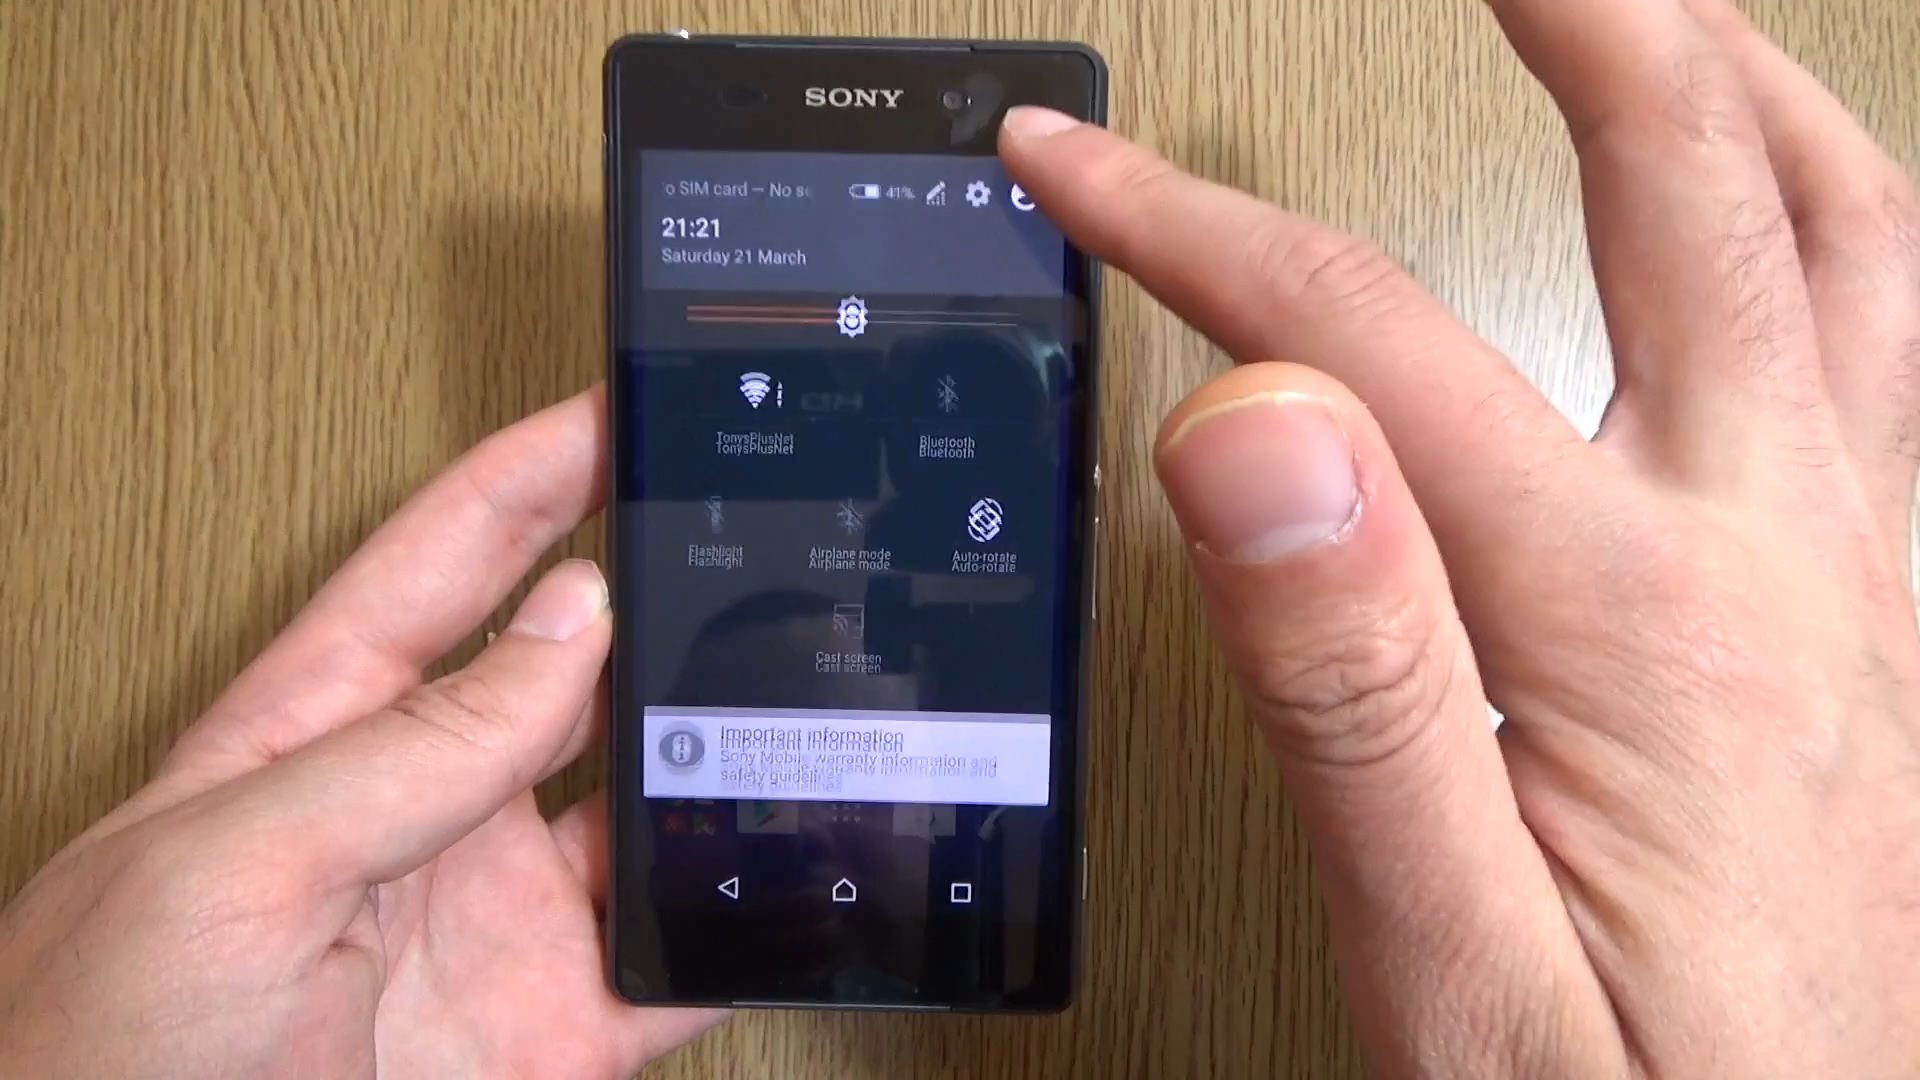 SONY
o SIM card — No se
41%
21:21
Saturday 21 March
TonysPlusNet
Bluetooth
Flashlight
Airplane mode
Auto-rotate
Cast screen
Important information
Sony Mobile warranty information and
safety guidelines